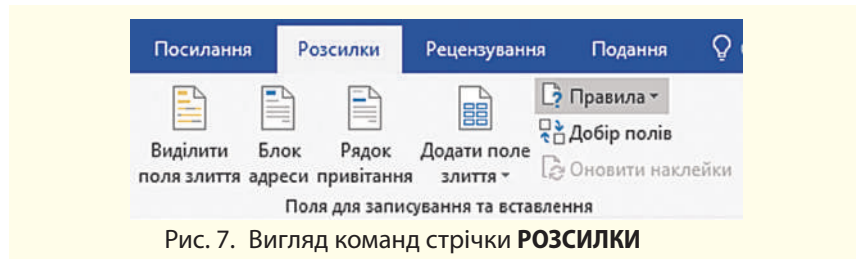 Посилання Розсилки Рецензування Подання
Правила
Добір полів
Оновити наклейки
Виділити поля злиття
Блок адреси
Рядок привітання
Додати поле злиття
Поля для записування та вставлення
Рис. 7. Вигляд команд стрічки РОЗСИЛКИ